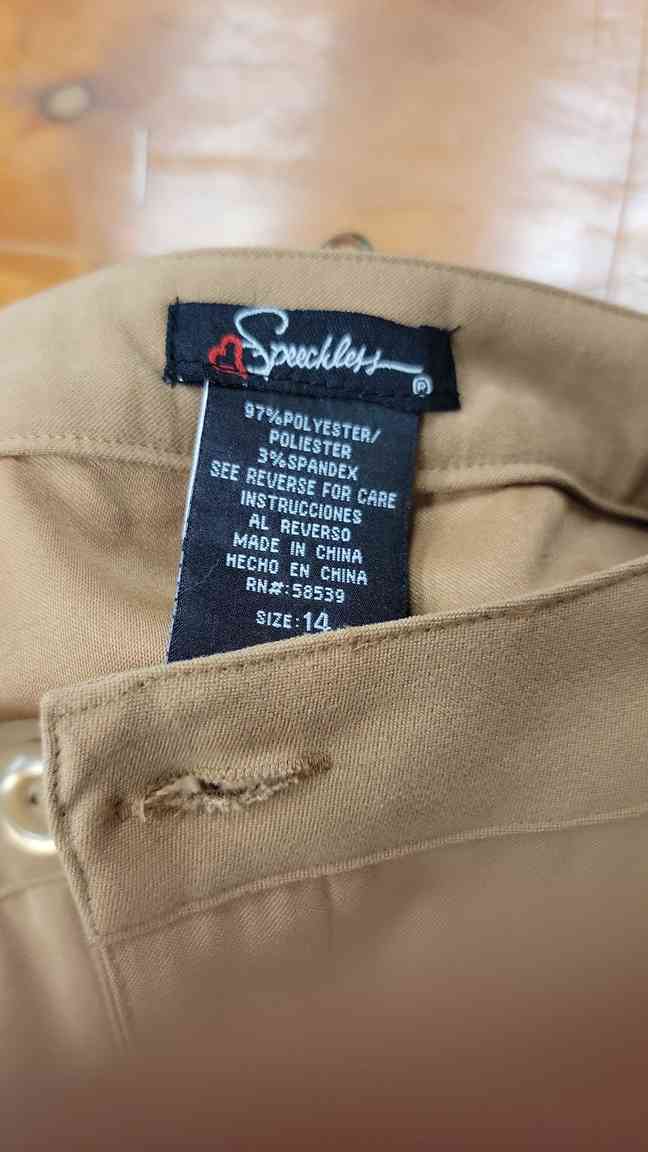 Speechless
®
97%POLYESTER/
POLIESTER
3%SPANDEX
SEE REVERSE FOR CARE
INSTRUCCIONES
AL REVERSO
MADE IN CHINA
HECHO EN CHINA
RN#:58539
SIZE:14